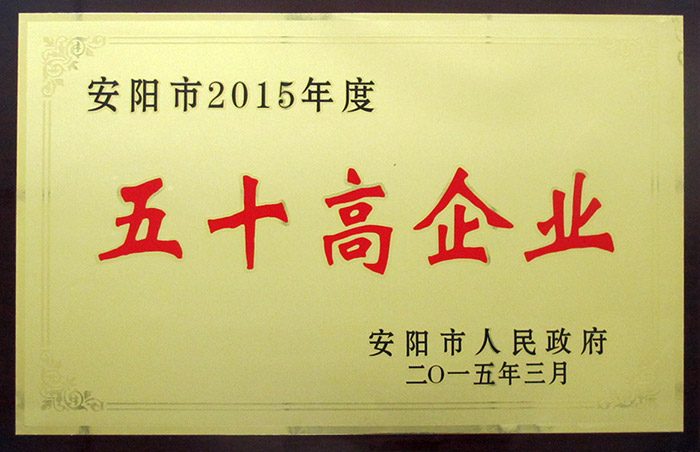 安阳市2015年度
五十高企业
安阳市人民政府
二〇一五年三月